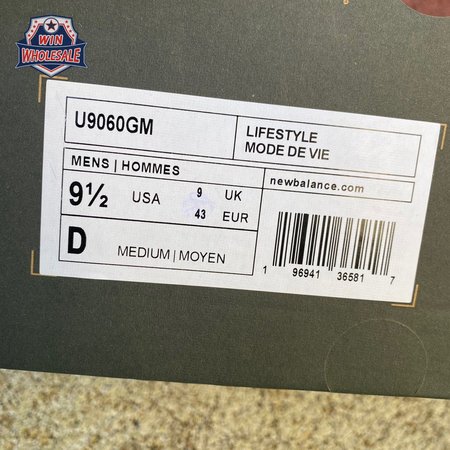 WIN
WHOLESALE
U9060GM
LIFESTYLE
MODE DE VIE
MENS | HOMMES
newbalance.com
9½ USA 9 UK
43 EUR
D MEDIUM | MOYEN
1 96941 36581 7